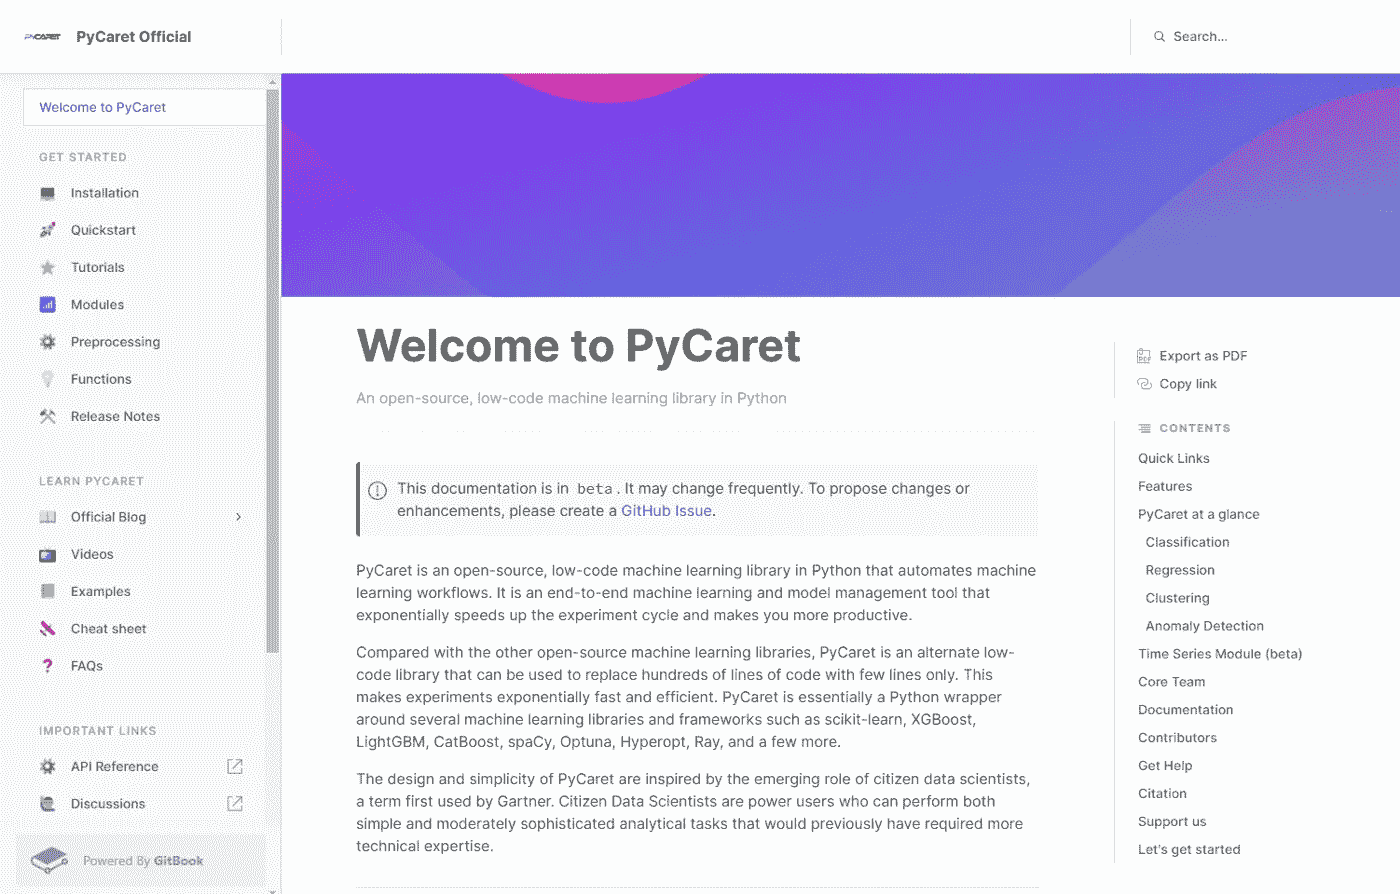 PYCARET PyCaret Official
Search...
Welcome to PyCaret
GET STARTED
Installation
Quickstart
Tutorials
Modules
Preprocessing
Functions
Release Notes
LEARN PYCARET
Official Blog
Videos
Examples
Cheat sheet
FAQs
IMPORTANT LINKS
API Reference
Discussions
Powered By GitBook
Welcome to PyCaret
An open-source, low-code machine learning library in Python
This documentation is in beta. It may change frequently. To propose changes or
enhancements, please create a GitHub Issue.
PyCaret is an open-source, low-code machine learning library in Python that automates machine
learning workflows. It is an end-to-end machine learning and model management tool that
exponentially speeds up the experiment cycle and makes you more productive.
Compared with the other open-source machine learning libraries, PyCaret is an alternate low-
code library that can be used to replace hundreds of lines of code with few lines only. This
makes experiments exponentially fast and efficient. PyCaret is essentially a Python wrapper
around several machine learning libraries and frameworks such as scikit-learn, XGBoost,
LightGBM, CatBoost, spaCy, Optuna, Hyperopt, Ray, and a few more.
The design and simplicity of PyCaret are inspired by the emerging role of citizen data scientists,
a term first used by Gartner. Citizen Data Scientists are power users who can perform both
simple and moderately sophisticated analytical tasks that would previously have required more
technical expertise.
Export as PDF
Copy link
CONTENTS
Quick Links
Features
PyCaret at a glance
Classification
Regression
Clustering
Anomaly Detection
Time Series Module (beta)
Core Team
Documentation
Contributors
Get Help
Citation
Support us
Let's get started